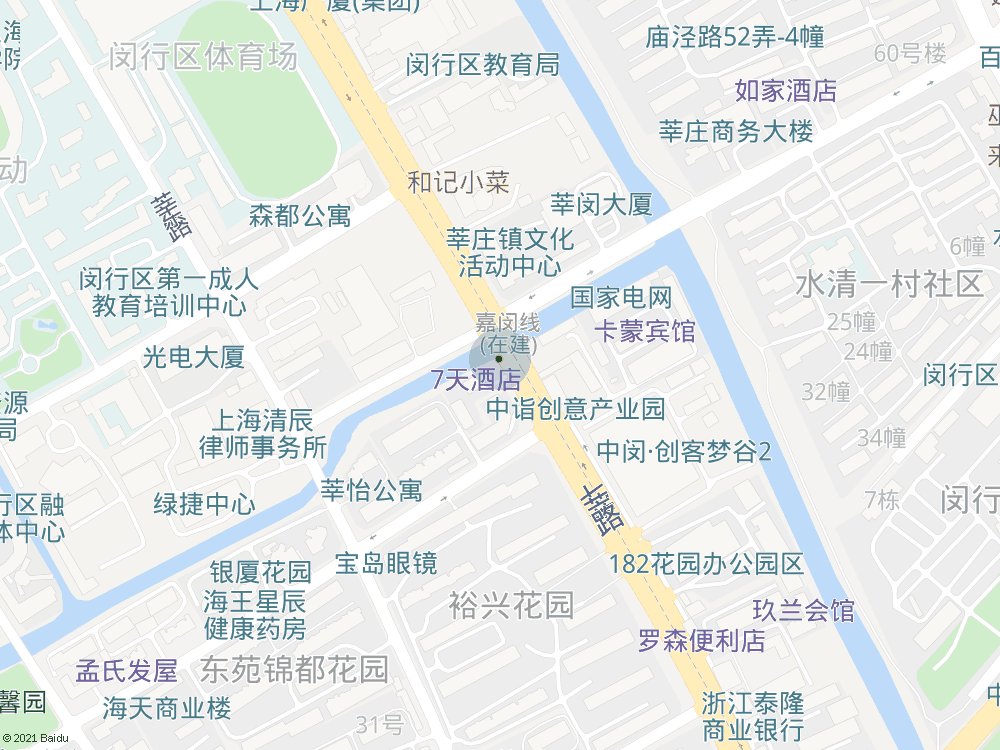 上海广厦(集团)
闵行区体育场
闵行区教育局
庙泾路52弄-4幢
60号楼
如家酒店
莘庄商务大楼
动
和记小菜
莘闵大厦
森都公寓
莘庄镇文化
活动中心
6幢
闵行区第一成人
教育培训中心
国家电网
水清一村社区
嘉闵线
(在建)
卡蒙宾馆
25幢
24幢
光电大厦
7天酒店
32幢
闵行区
源
局
上海清辰
律师事务所
中诣创意产业园
中闵·创客梦谷2
34幢
莘怡公寓
绿捷中心
行区融
体中心
7栋
闵行
宝岛眼镜
182花园办公园区
银厦花园
海王星辰
健康药房
裕兴花园
玖兰会馆
罗森便利店
孟氏发屋
东苑锦都花园
馨园
海天商业楼
31号
浙江泰隆
商业银行
© 2021 Baidu